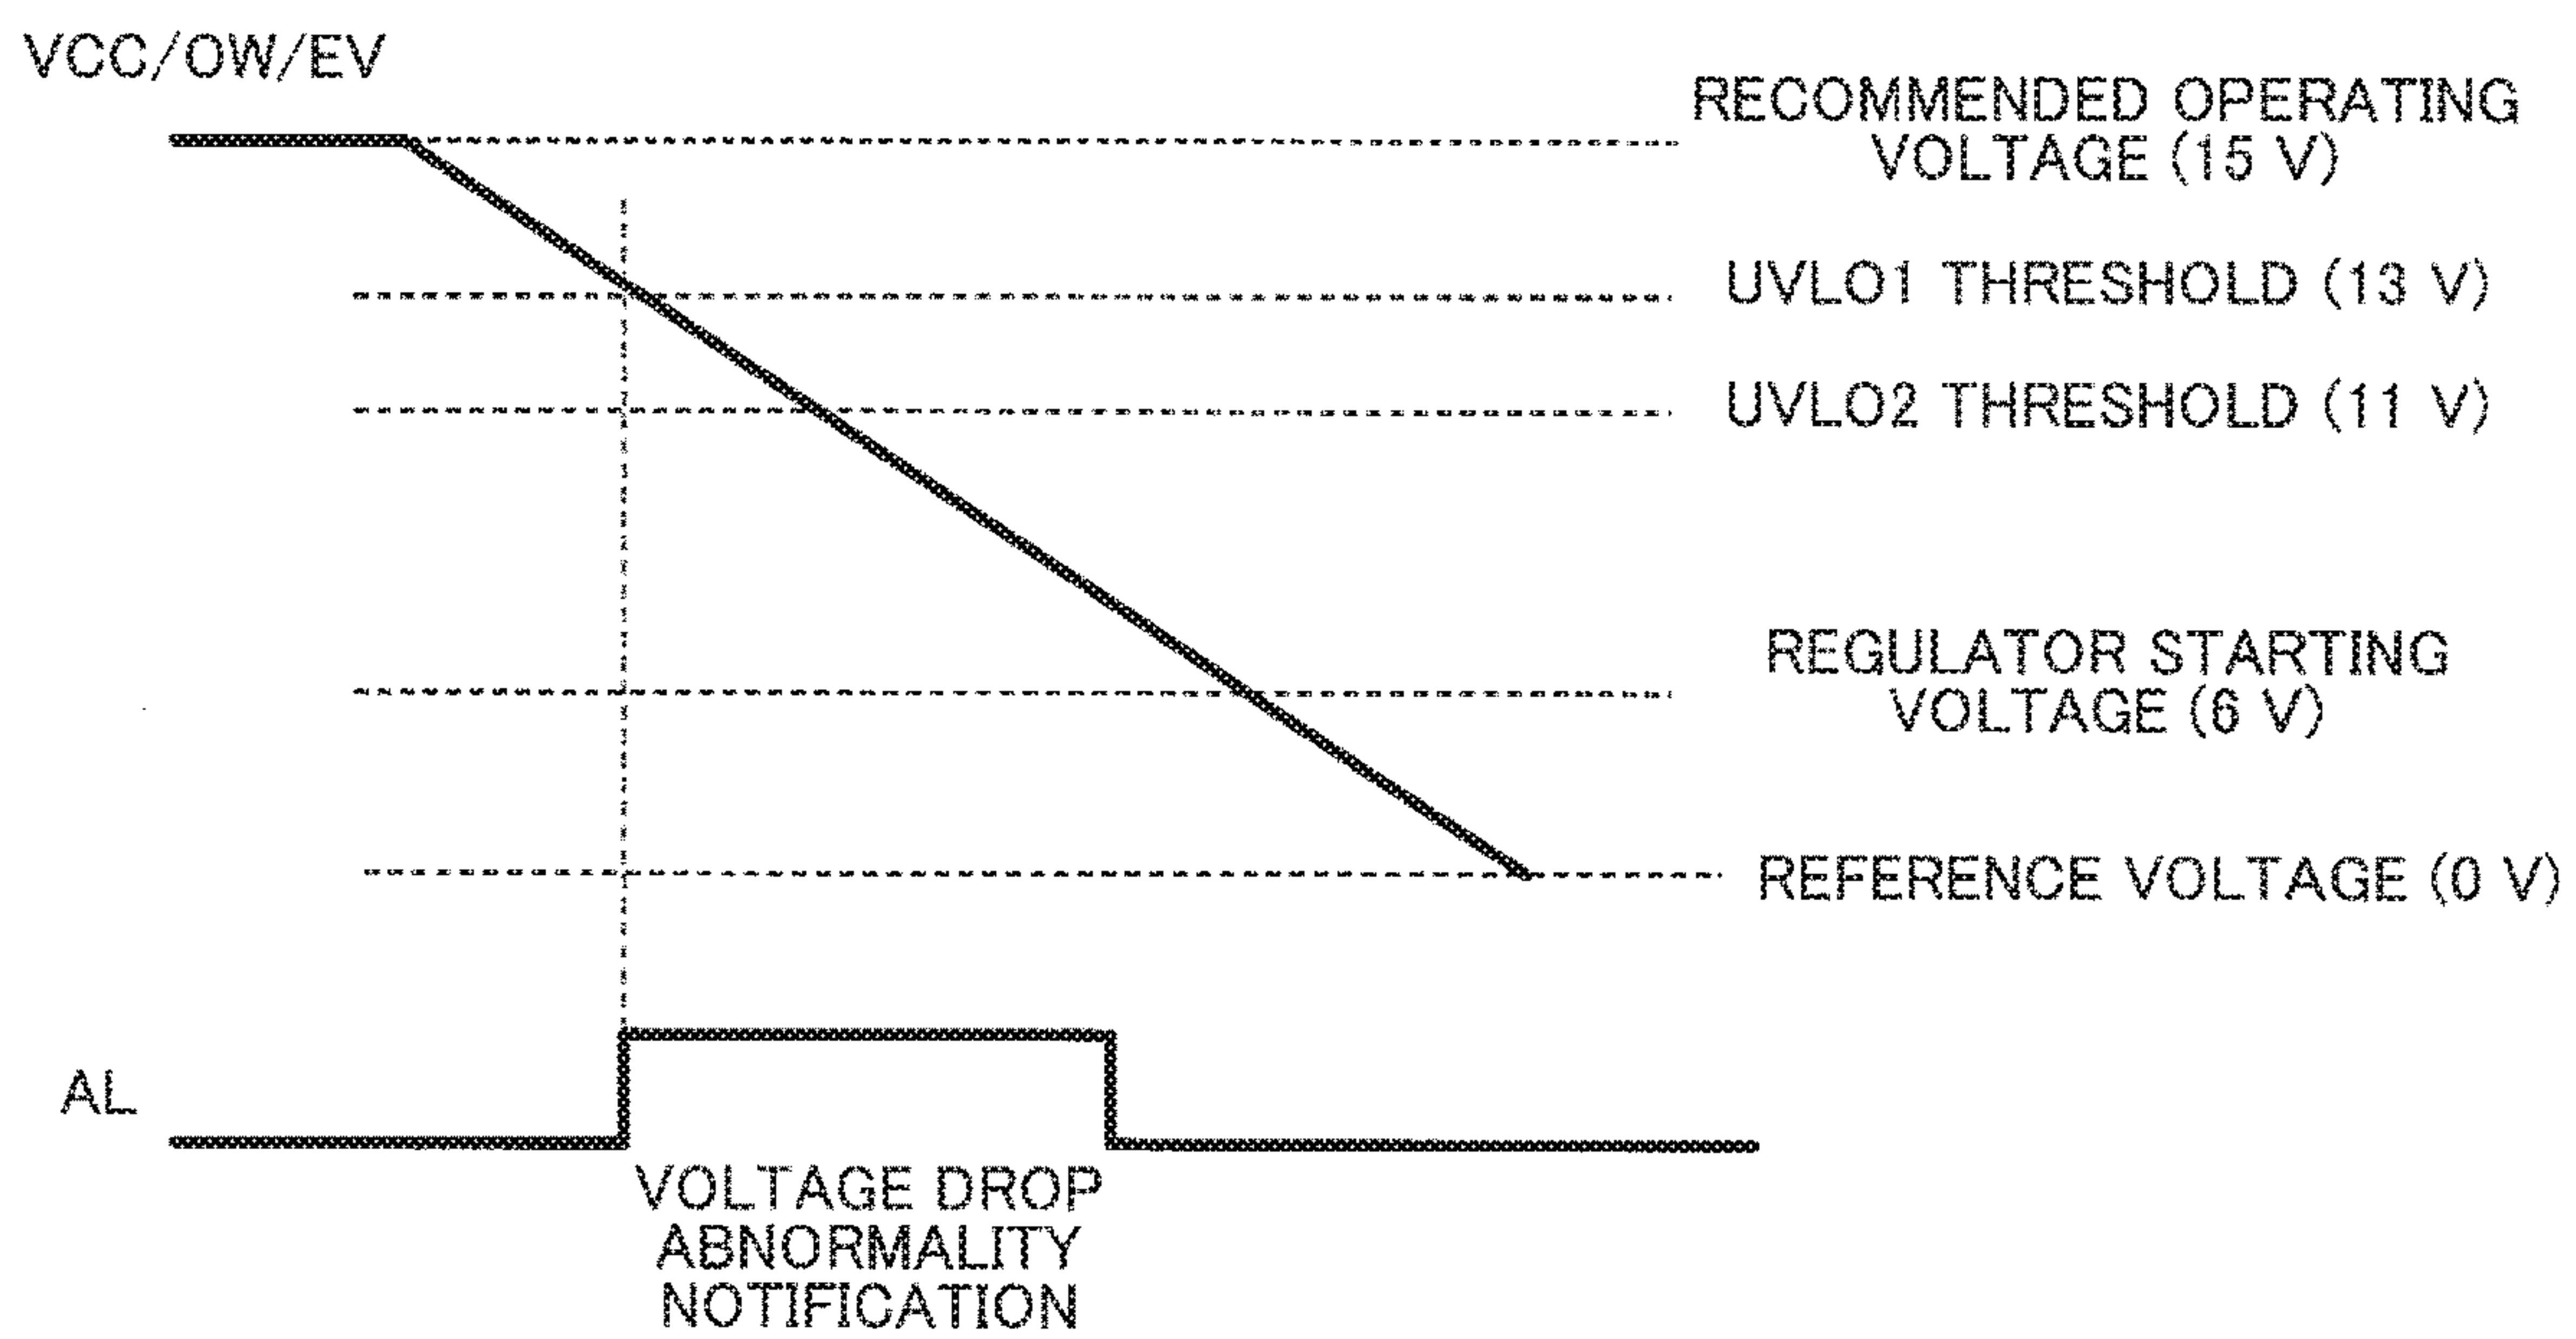 VCC/OW/EV
RECOMMENDED OPERATING
VOLTAGE (15 V)
UVLO1 THRESHOLD (13 V)
UVLO2 THRESHOLD (11 V)
REGULATOR STARTING
VOLTAGE (6 V)
REFERENCE VOLTAGE (0 V)
AL
VOLTAGE DROP
ABNORMALITY
NOTIFICATION